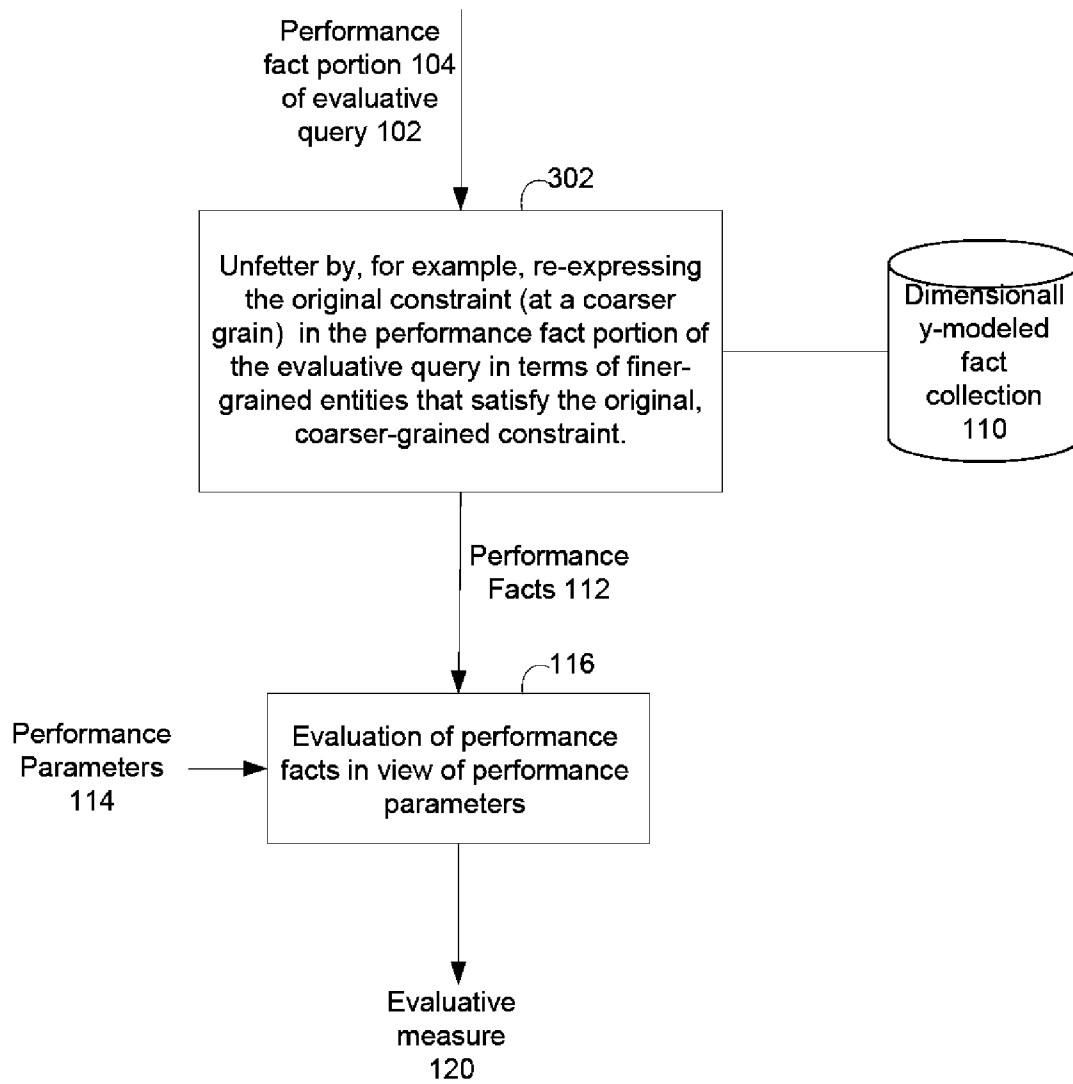 Performance
fact portion 104
of evaluative
query 102
302
Unfetter by, for example, re-expressing
the original constraint (at a coarser
grain) in the performance fact portion of
the evaluative query in terms of finer-
grained entities that satisfy the original,
coarser-grained constraint.
Dimensionall
y-modeled
fact
collection
110
Performance
Facts 112
116
Performance
Parameters
114
Evaluation of performance
facts in view of performance
parameters
Evaluative
measure
120